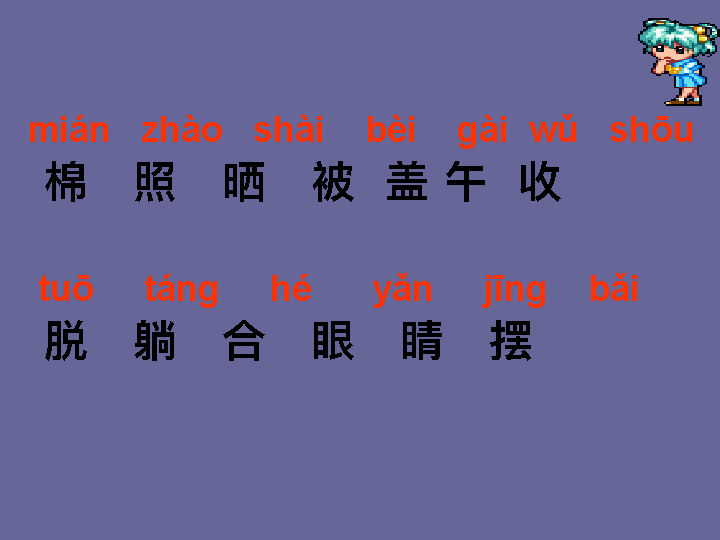 mián zhào shài bèi gài wǔ shōu
棉 照 晒 被 盖 午 收
tuō táng hé yǎn jīng bǎi
脱 躺 合 眼 睛 摆